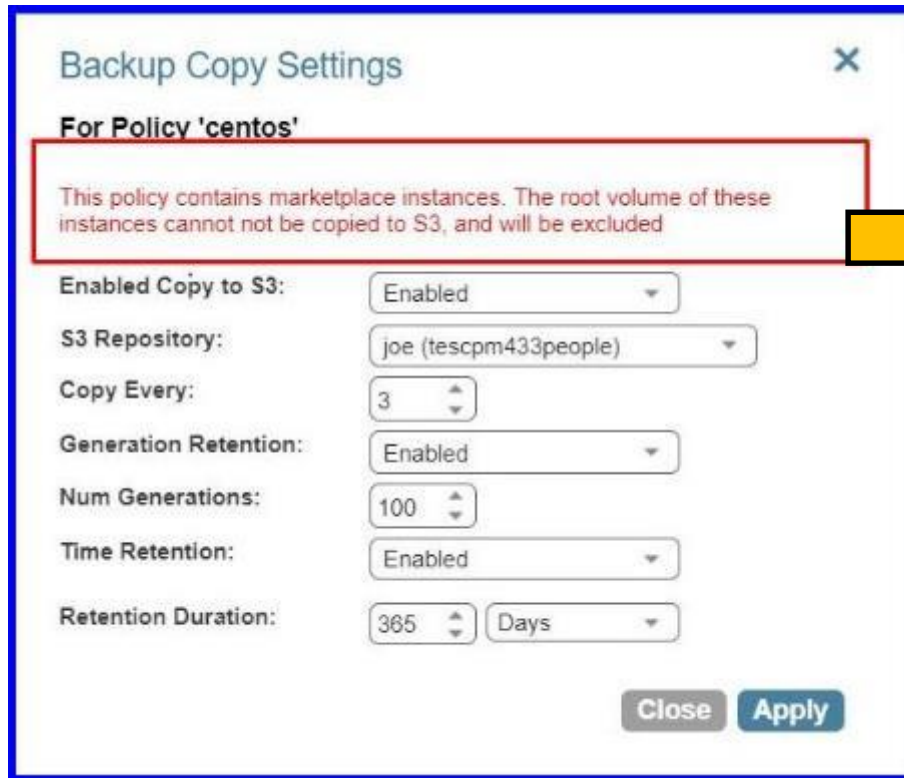 Backup Copy Settings
For Policy 'centos'
This policy contains marketplace instances. The root volume of these
instances cannot not be copied to S3, and will be excluded
Enabled Copy to S3: Enabled
S3 Repository: joe (tescpm433people)
Copy Every: 3
Generation Retention: Enabled
Num Generations: 100
Time Retention: Enabled
Retention Duration: 365 Days
Close Apply